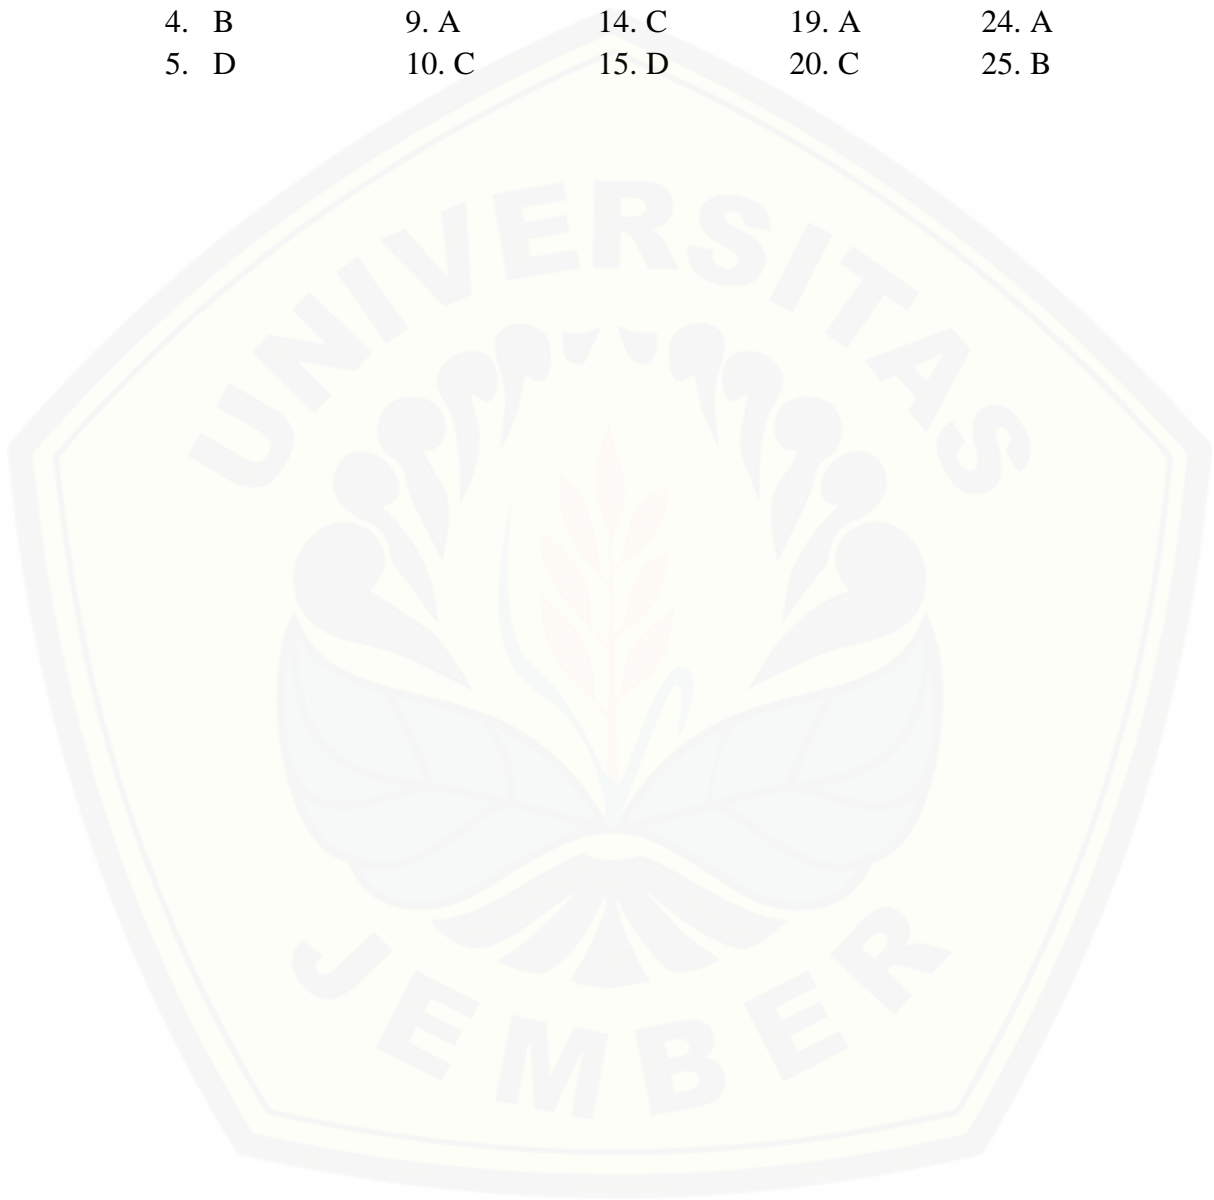 4. B 9. A 14. C 19. A 24. A
5. D 10. C 15. D 20. C 25. B
UNIVERSITAS
JEMBER